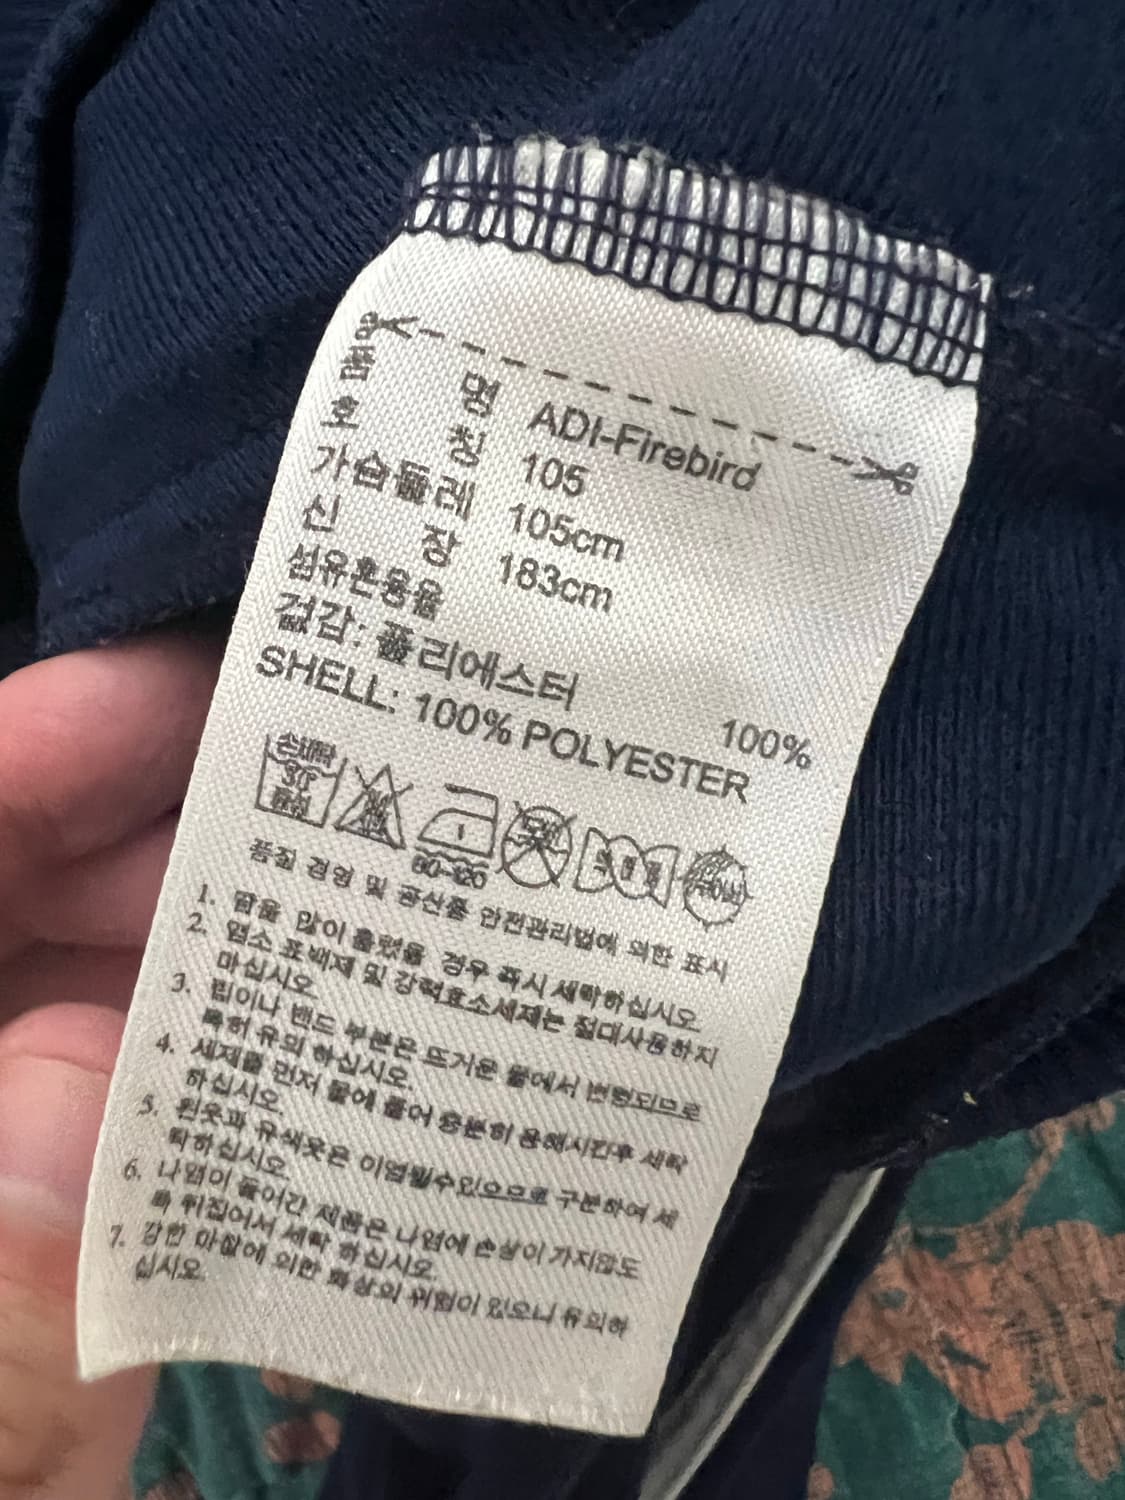 품 명 ADI-Firebird
호 칭 105
가슴둘레 105cm
신 장 183cm
섬유혼용율
겉감: 폴리에스터 100%
SHELL: 100% POLYESTER
손세탁
30°
중성
80~120
품질 경영 및 공산품 안전관리법에 의한 표시
1. 땀을 많이 흘렸을 경우 즉시 세탁하십시오
2. 염소 표백제 및 강력효소세제는 절대사용하지
마십시오
3. 립이나 밴드 부분은 뜨거운 물에서 변형되므로
특히 유의 하십시오.
4. 세제를 먼저 물에 풀어 충분히 용해시킨후 세탁
하십시오.
5. 흰옷과 유색옷은 이염될수있으므로 구분하여 세
탁하십시오.
6. 나염이 들어간 제품은 나염에 손상이 가지않도
록 뒤집어서 세탁 하십시오.
7. 강한 마찰에 의한 화상의 위험이 있으니 유의하
십시오.